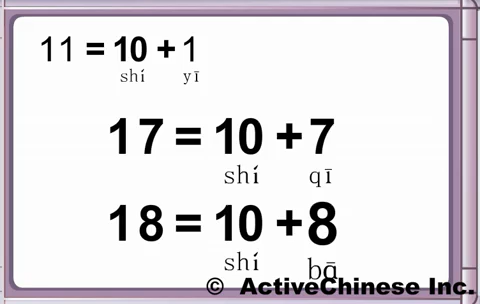 11 = 10 + 1
shí yī
17 = 10 + 7
shí qī
18 = 10 + 8
shí bā
© ActiveChinese Inc.